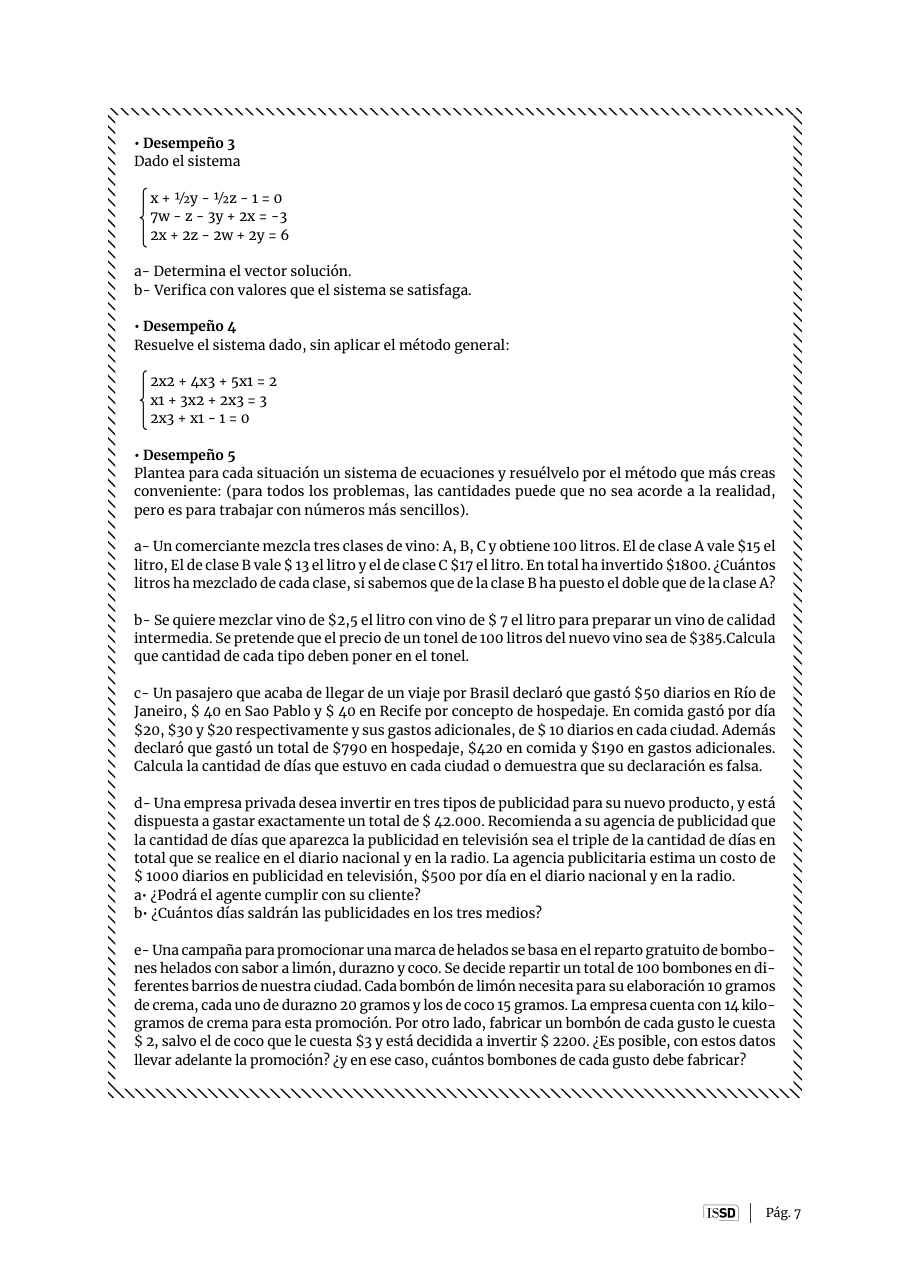 • Desempeño 3
Dado el sistema
x + ½y - ½z - 1 = 0
7w - z - 3y + 2x = -3
2x + 2z - 2w + 2y = 6
a- Determina el vector solución.
b- Verifica con valores que el sistema se satisfaga.
• Desempeño 4
Resuelve el sistema dado, sin aplicar el método general:
2x2 + 4x3 + 5x1 = 2
x1 + 3x2 + 2x3 = 3
2x3 + x1 - 1 = 0
• Desempeño 5
Plantea para cada situación un sistema de ecuaciones y resuélvelo por el método que más creas
conveniente: (para todos los problemas, las cantidades puede que no sea acorde a la realidad,
pero es para trabajar con números más sencillos).
a- Un comerciante mezcla tres clases de vino: A, B, C y obtiene 100 litros. El de clase A vale $15 el
litro, El de clase B vale $ 13 el litro y el de clase C $17 el litro. En total ha invertido $1800. ¿Cuántos
litros ha mezclado de cada clase, si sabemos que de la clase B ha puesto el doble que de la clase A?
b- Se quiere mezclar vino de $2,5 el litro con vino de $ 7 el litro para preparar un vino de calidad
intermedia. Se pretende que el precio de un tonel de 100 litros del nuevo vino sea de $385.Calcula
que cantidad de cada tipo deben poner en el tonel.
c- Un pasajero que acaba de llegar de un viaje por Brasil declaró que gastó $50 diarios en Río de
Janeiro, $ 40 en Sao Pablo y $ 40 en Recife por concepto de hospedaje. En comida gastó por día
$20, $30 y $20 respectivamente y sus gastos adicionales, de $ 10 diarios en cada ciudad. Además
declaró que gastó un total de $790 en hospedaje, $420 en comida y $190 en gastos adicionales.
Calcula la cantidad de días que estuvo en cada ciudad o demuestra que su declaración es falsa.
d- Una empresa privada desea invertir en tres tipos de publicidad para su nuevo producto, y está
dispuesta a gastar exactamente un total de $ 42.000. Recomienda a su agencia de publicidad que
la cantidad de días que aparezca la publicidad en televisión sea el triple de la cantidad de días en
total que se realice en el diario nacional y en la radio. La agencia publicitaria estima un costo de
$ 1000 diarios en publicidad en televisión, $500 por día en el diario nacional y en la radio.
a• ¿Podrá el agente cumplir con su cliente?
b• ¿Cuántos días saldrán las publicidades en los tres medios?
e- Una campaña para promocionar una marca de helados se basa en el reparto gratuito de bombo-
nes helados con sabor a limón, durazno y coco. Se decide repartir un total de 100 bombones en di-
ferentes barrios de nuestra ciudad. Cada bombón de limón necesita para su elaboración 10 gramos
de crema, cada uno de durazno 20 gramos y los de coco 15 gramos. La empresa cuenta con 14 kilo-
gramos de crema para esta promoción. Por otro lado, fabricar un bombón de cada gusto le cuesta
$ 2, salvo el de coco que le cuesta $3 y está decidida a invertir $ 2200. ¿Es posible, con estos datos
llevar adelante la promoción? ¿y en ese caso, cuántos bombones de cada gusto debe fabricar?
ISSD Pág. 7